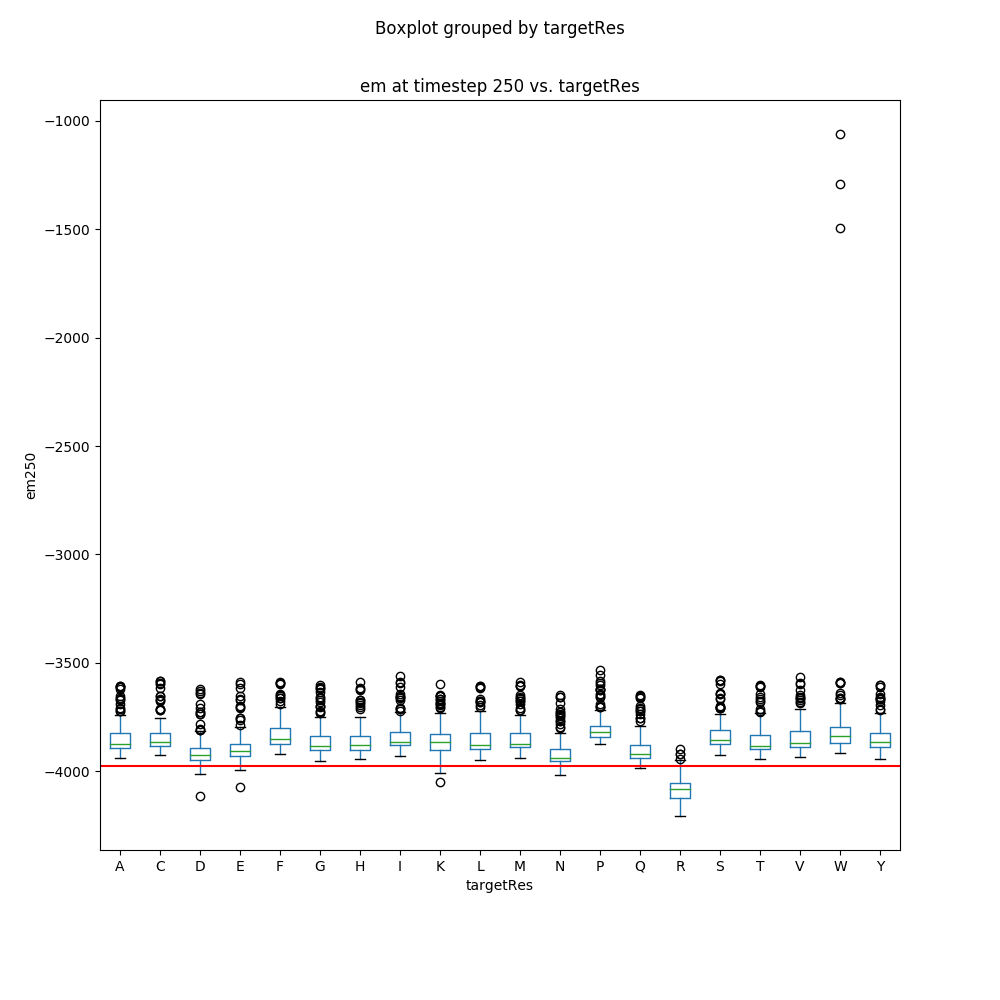 Boxplot grouped by targetRes
em at timestep 250 vs. targetRes
−1000
−1500
−2000
−2500
−3000
−3500
−4000
em250
A C D E F G H I K L M N P Q R S T V W Y
targetRes